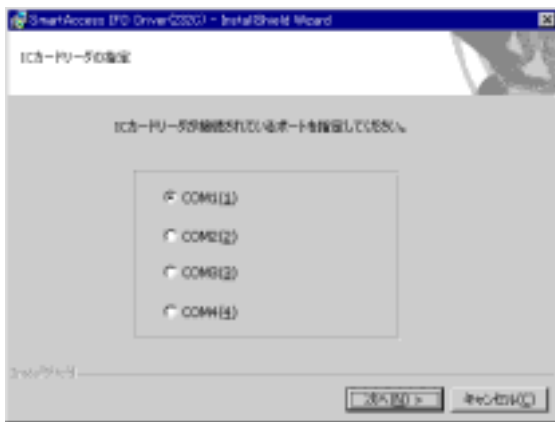 SmartAccess IFD Driver(232C) - InstallShield Wizard
ICカードリーダの指定
ICカードリーダが接続されているポートを指定してください。
COM1(1)
COM2(2)
COM3(3)
COM4(4)
InstallShield
次へ(N) >
キャンセル(C)